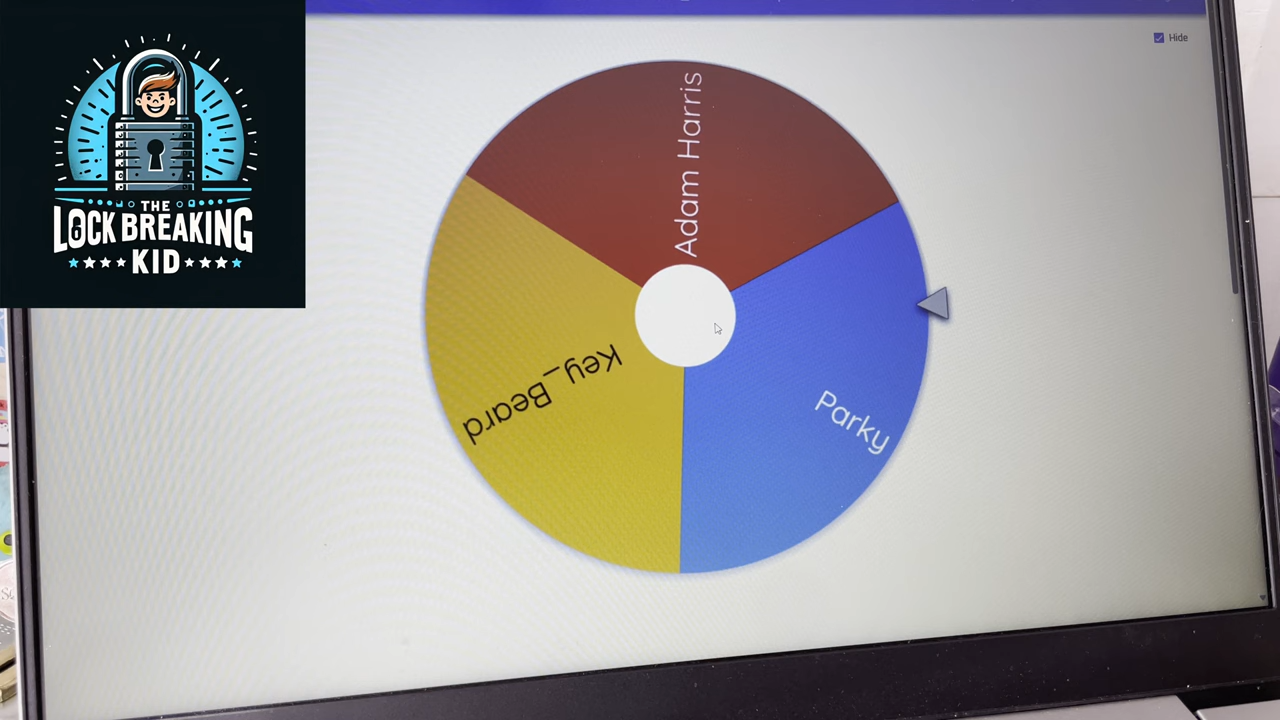 THE
LOCK BREAKING
KID
Hide
Adam Harris
Key_Beard
Parky